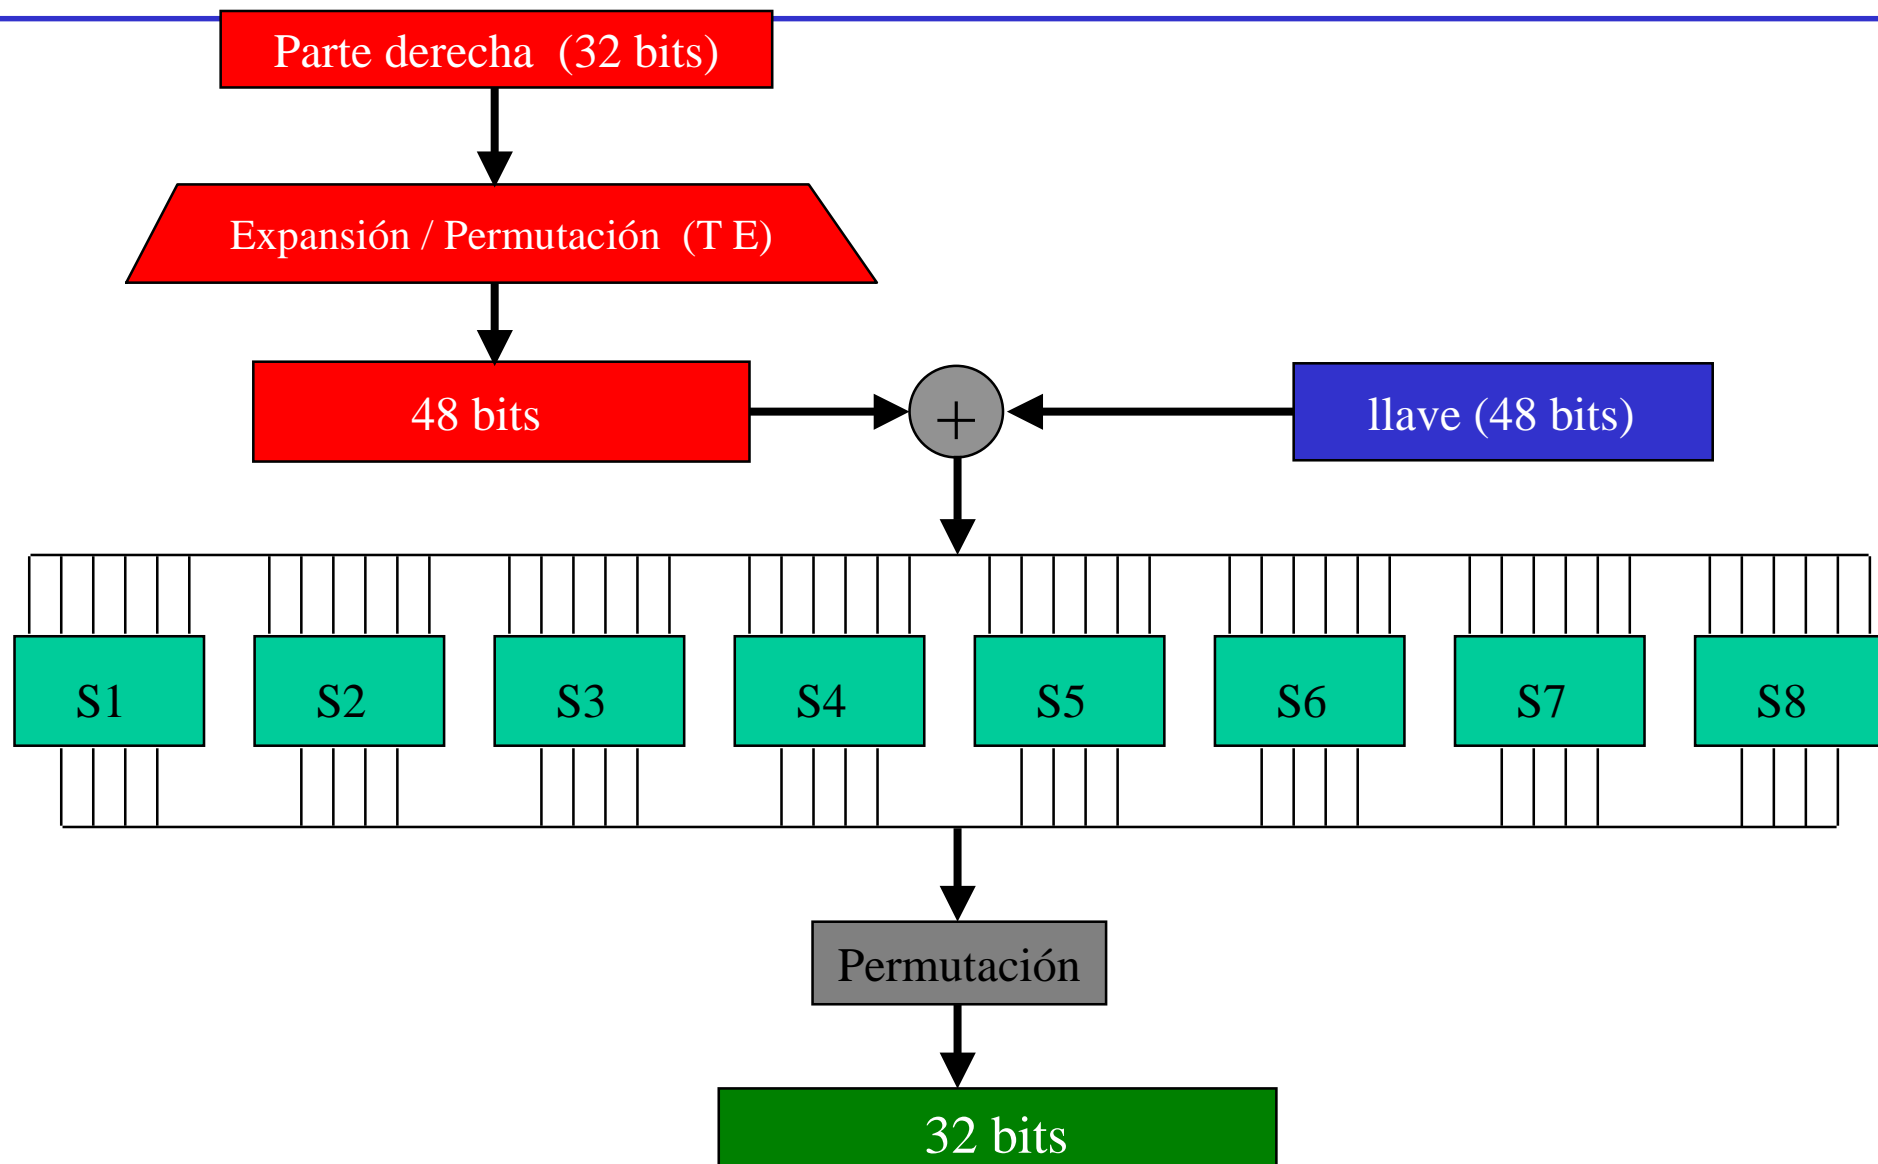 Parte derecha (32 bits)
Expansión / Permutación (T E)
48 bits
+
llave (48 bits)
S1 S2 S3 S4 S5 S6 S7 S8
Permutación
32 bits